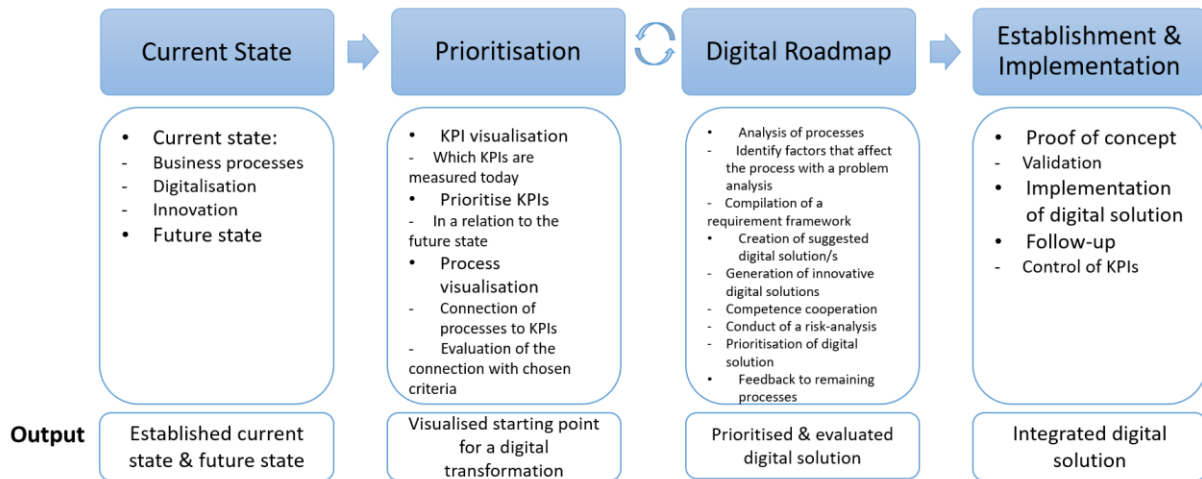 Current State
Prioritisation
Digital Roadmap
Establishment &
Implementation
• Current state:
- Business processes
- Digitalisation
- Innovation
• Future state
• KPI visualisation
- Which KPIs are
measured today
• Prioritise KPIs
- In a relation to the
future state
• Process
visualisation
- Connection of
processes to KPIs
- Evaluation of the
connection with chosen
criteria
• Analysis of processes
- Identify factors that affect
the process with a problem
analysis
- Compilation of a
requirement framework
• Creation of suggested
digital solution/s
- Generation of innovative
digital solutions
- Competence cooperation
- Conduct of a risk-analysis
- Prioritisation of digital
solution
• Feedback to remaining
processes
• Proof of concept
- Validation
• Implementation
of digital solution
• Follow-up
- Control of KPIs
Output
Established current
state & future state
Visualised starting point
for a digital
transformation
Prioritised & evaluated
digital solution
Integrated digital
solution